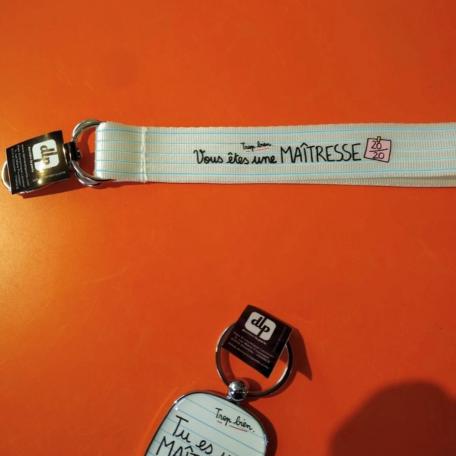 dlp
Trop bien.
Vous êtes une MAÎTRESSE 20/20
dlp
Trop bien.
Tu es